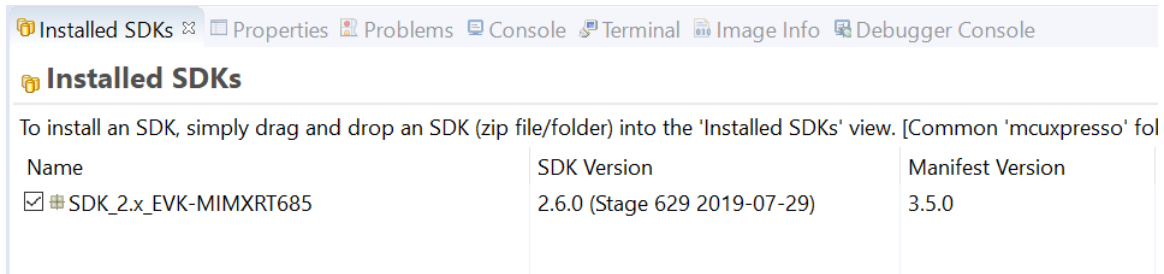 Installed SDKs Properties Problems Console Terminal Image Info Debugger Console
Installed SDKs
To install an SDK, simply drag and drop an SDK (zip file/folder) into the 'Installed SDKs' view. [Common 'mcuxpresso' fol
Name SDK Version Manifest Version
SDK_2.x_EVK-MIMXRT685 2.6.0 (Stage 629 2019-07-29) 3.5.0